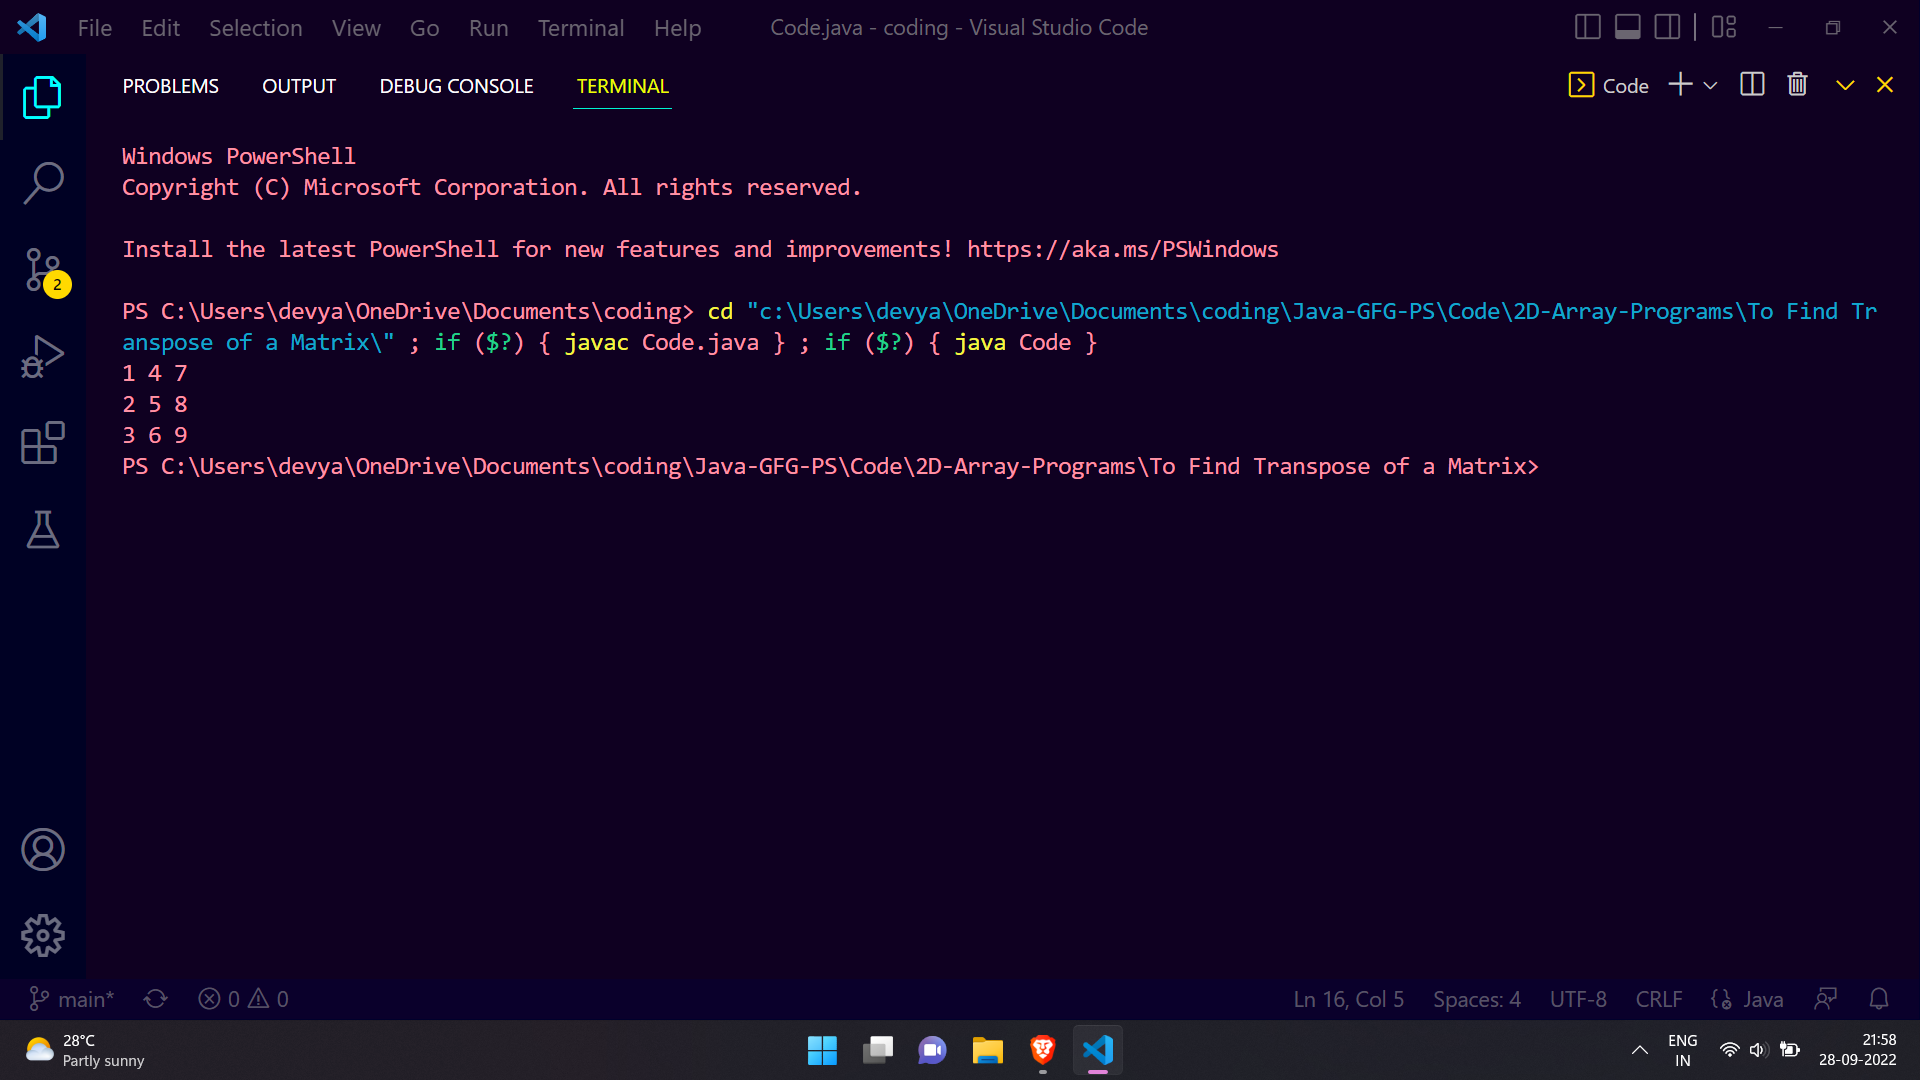 File Edit Selection View Go Run Terminal Help Code.java - coding - Visual Studio Code
PROBLEMS OUTPUT DEBUG CONSOLE TERMINAL Code
Windows PowerShell
Copyright (C) Microsoft Corporation. All rights reserved.
Install the latest PowerShell for new features and improvements! https://aka.ms/PSWindows
2
PS C:\Users\devya\OneDrive\Documents\coding> cd "c:\Users\devya\OneDrive\Documents\coding\Java-GFG-PS\Code\2D-Array-Programs\To Find Tr
anspose of a Matrix\" ; if ($?) { javac Code.java } ; if ($?) { java Code }
1 4 7
2 5 8
3 6 9
PS C:\Users\devya\OneDrive\Documents\coding\Java-GFG-PS\Code\2D-Array-Programs\To Find Transpose of a Matrix>
main* 0 0 Ln 16, Col 5 Spaces: 4 UTF-8 CRLF Java
28°C
Partly sunny
ENG
IN
21:58
28-09-2022